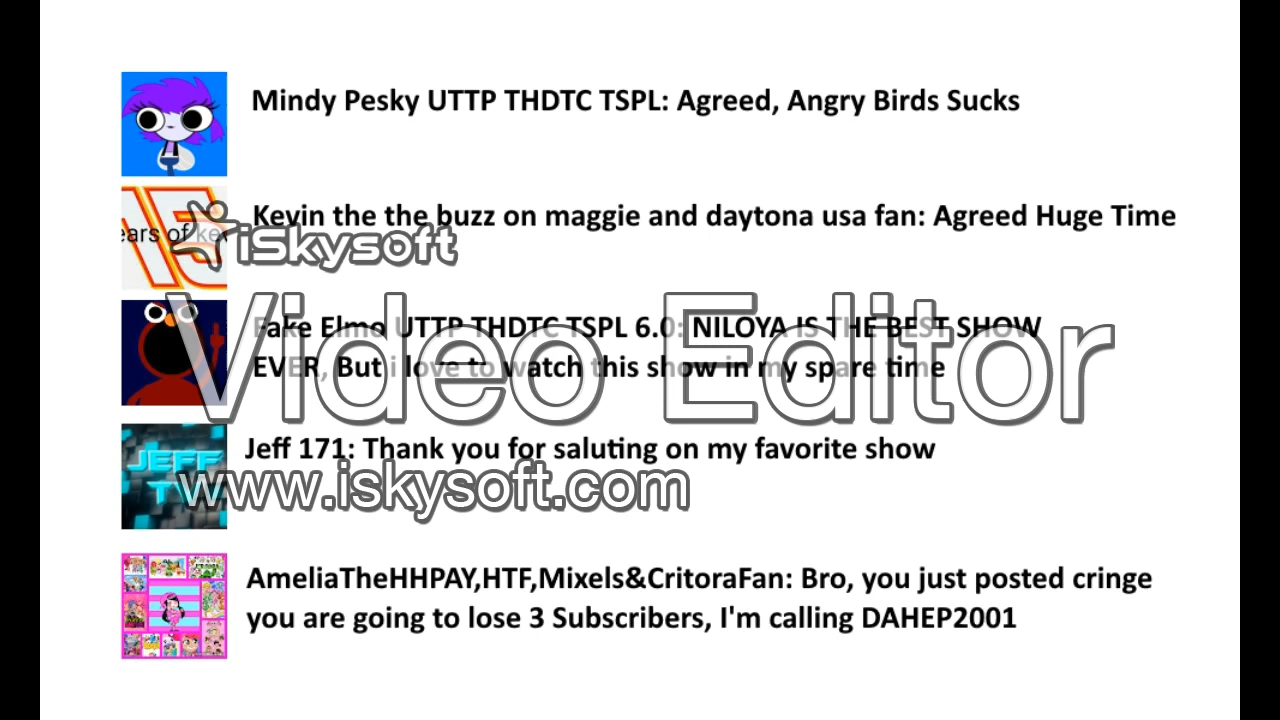 Mindy Pesky UTTP THDTC TSPL: Agreed, Angry Birds Sucks
Kevin the the buzz on maggie and daytona usa fan: Agreed Huge Time
ears of kev
iSkysoft
Video Editor
Fake Elmo UTTP THDTC TSPL 6.0: NILOYA IS THE BEST SHOW
EVER, But i love to watch this show in my spare time
Jeff 171: Thank you for saluting on my favorite show
JEFF
www.iskysoft.com
AmeliaTheHHPAY,HTF,Mixels&CritoraFan: Bro, you just posted cringe
you are going to lose 3 Subscribers, I'm calling DAHEP2001